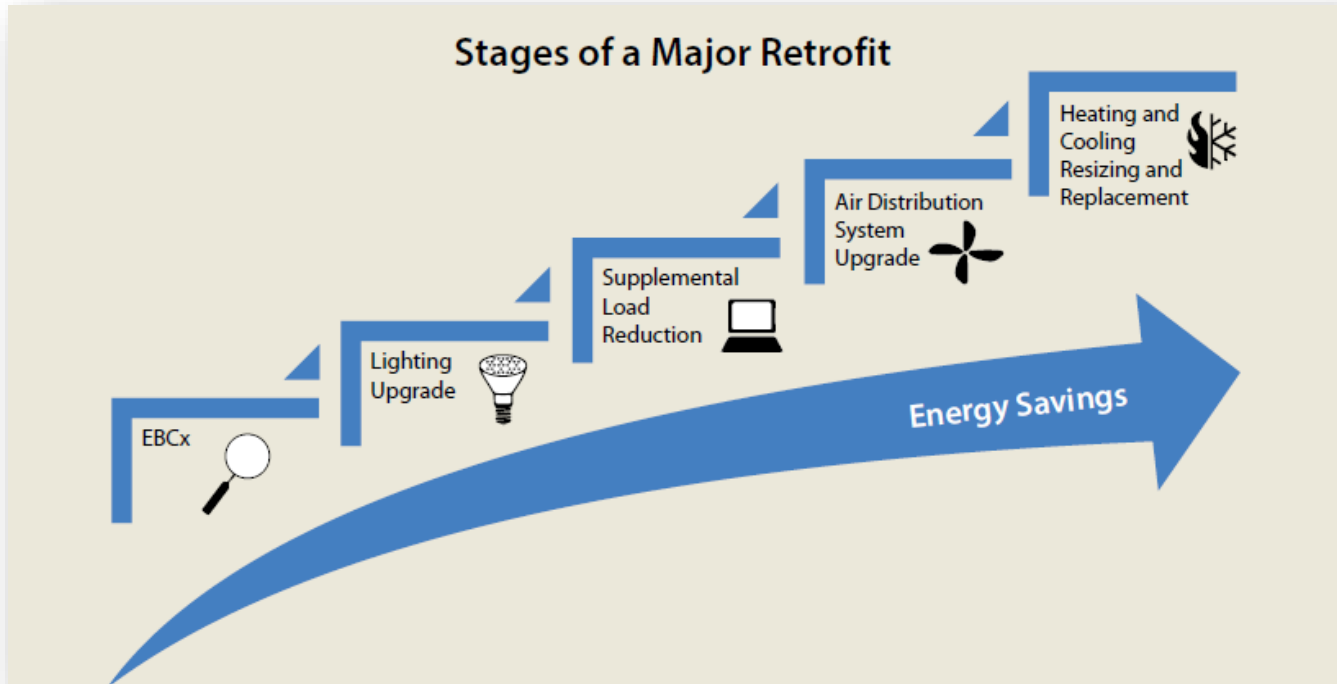 Stages of a Major Retrofit
EBCx
Lighting
Upgrade
Supplemental
Load
Reduction
Air Distribution
System
Upgrade
Heating and
Cooling
Resizing and
Replacement
Energy Savings